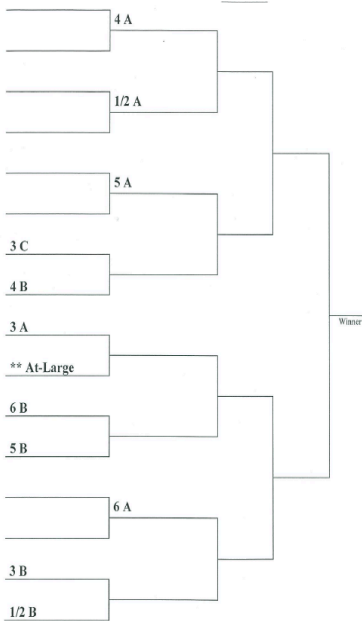 4 A
1/2 A
5 A
3 C
4 B
3 A
** At-Large
6 B
5 B
6 A
3 B
1/2 B
Winner